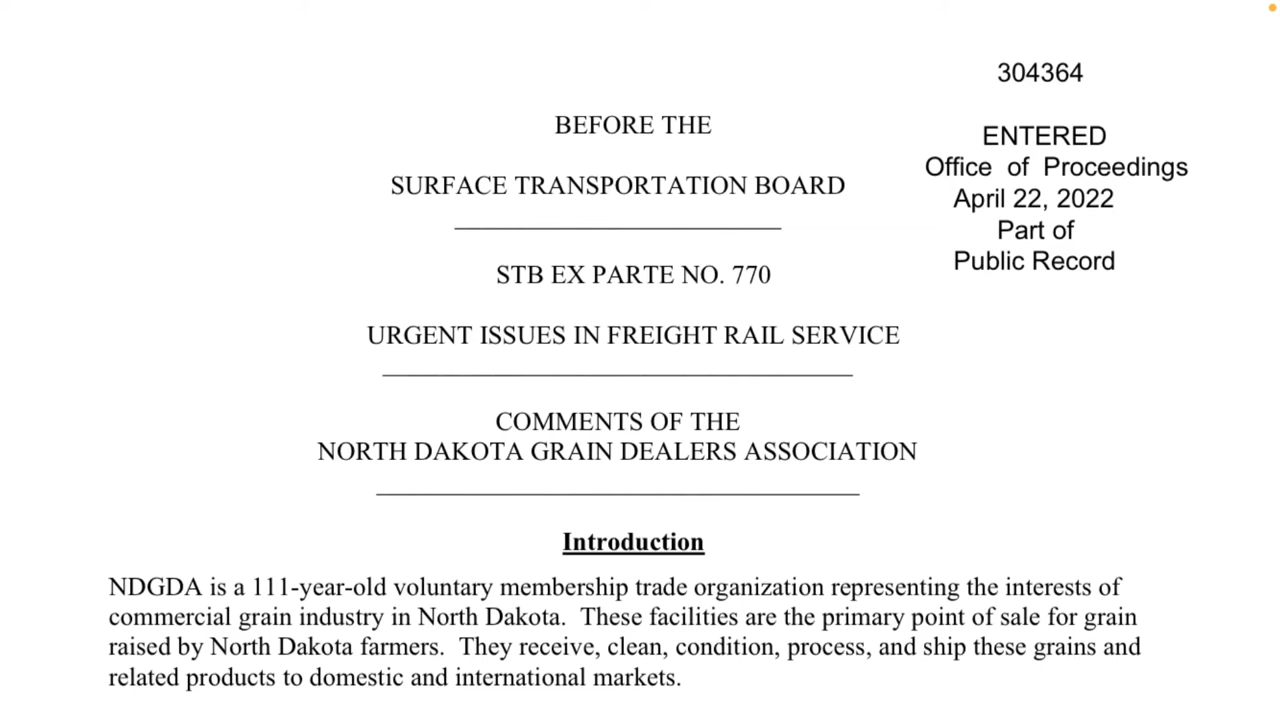 304364
ENTERED
Office of Proceedings
April 22, 2022
Part of
Public Record
BEFORE THE
SURFACE TRANSPORTATION BOARD
STB EX PARTE NO. 770
URGENT ISSUES IN FREIGHT RAIL SERVICE
COMMENTS OF THE
NORTH DAKOTA GRAIN DEALERS ASSOCIATION
Introduction
NDGDA is a 111-year-old voluntary membership trade organization representing the interests of
commercial grain industry in North Dakota. These facilities are the primary point of sale for grain
raised by North Dakota farmers. They receive, clean, condition, process, and ship these grains and
related products to domestic and international markets.